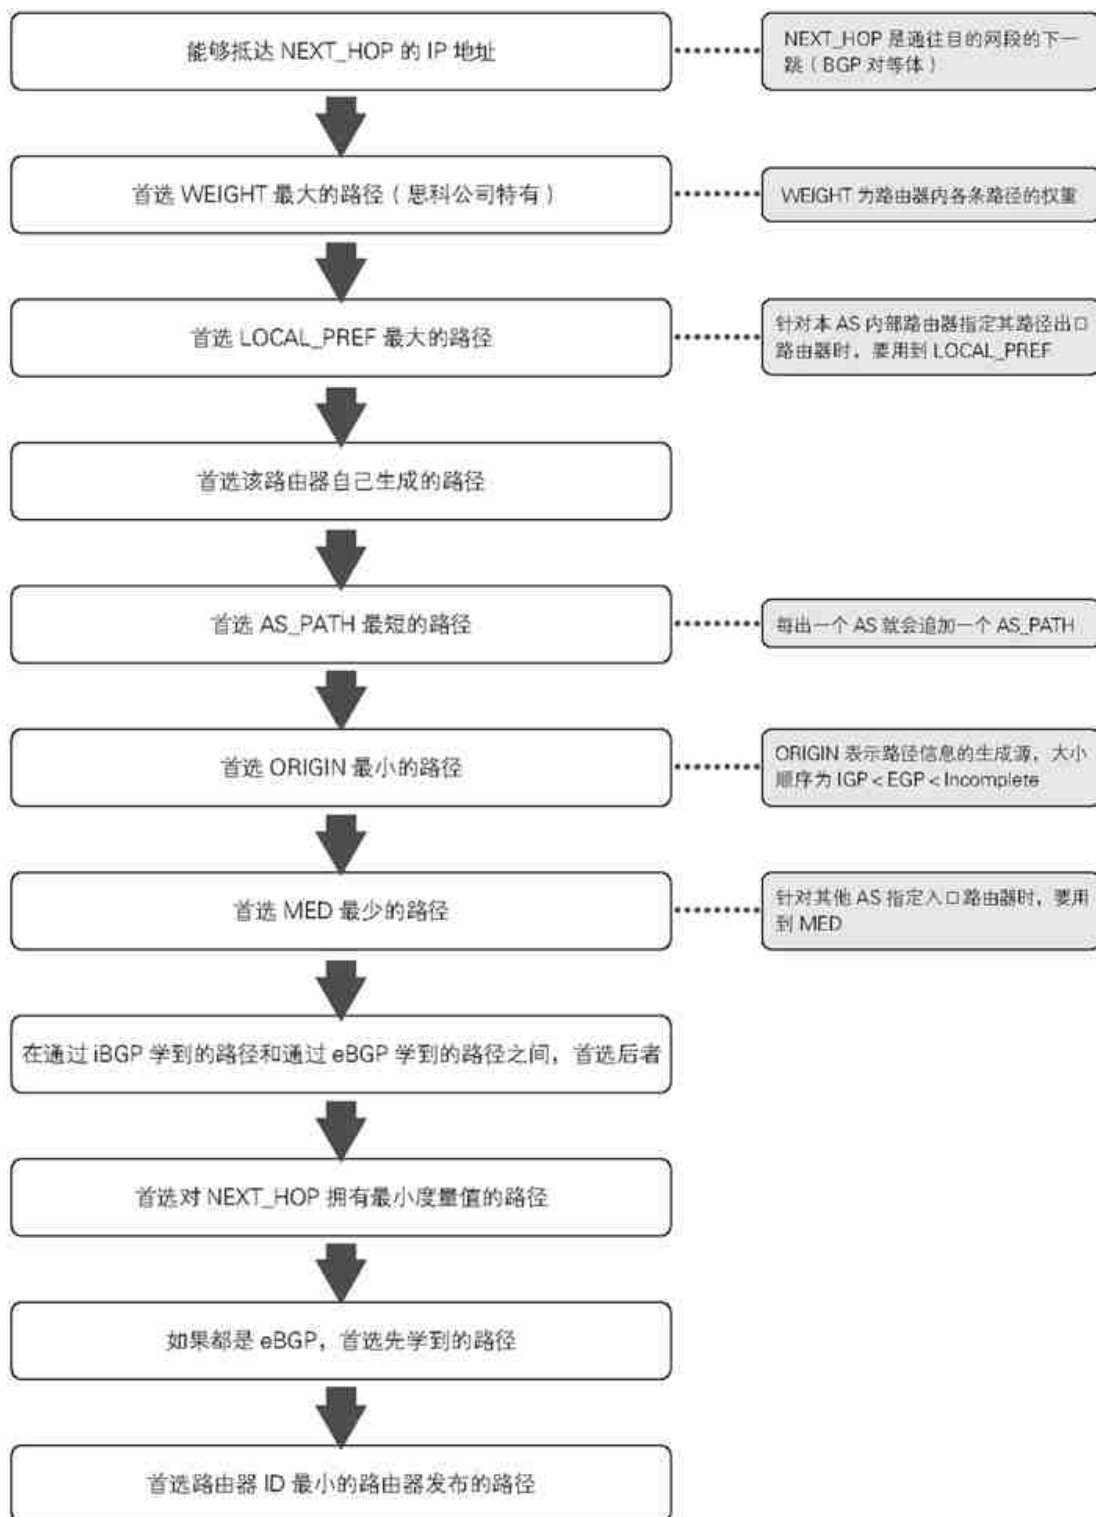 能够抵达 NEXT_HOP 的 IP 地址
NEXT_HOP 是通往目的网段的下一
跳（BGP 对等体）
首选 WEIGHT 最大的路径（思科公司特有）
WEIGHT 为路由器内各条路径的权重
首选 LOCAL_PREF 最大的路径
针对本 AS 内部路由器指定其路径出口
路由器时，要用到 LOCAL_PREF
首选该路由器自己生成的路径
首选 AS_PATH 最短的路径
每出一个 AS 就会追加一个 AS_PATH
首选 ORIGIN 最小的路径
ORIGIN 表示路径信息的生成源，大小
顺序为 IGP < EGP < Incomplete
首选 MED 最少的路径
针对其他 AS 指定入口路由器时，要用
到 MED
在通过 iBGP 学到的路径和通过 eBGP 学到的路径之间，首选后者
首选对 NEXT_HOP 拥有最小度量值的路径
如果都是 eBGP，首选先学到的路径
首选路由器 ID 最小的路由器发布的路径